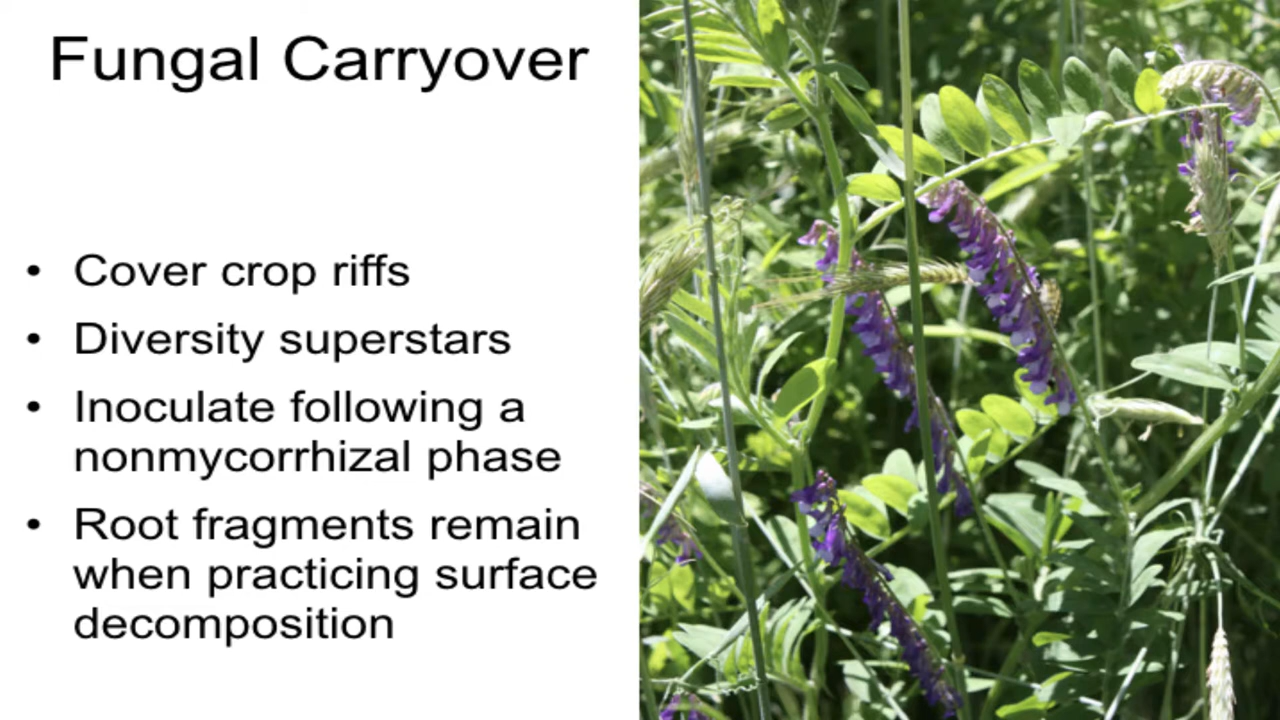 Fungal Carryover
• Cover crop riffs
• Diversity superstars
• Inoculate following a
nonmycorrhizal phase
• Root fragments remain
when practicing surface
decomposition